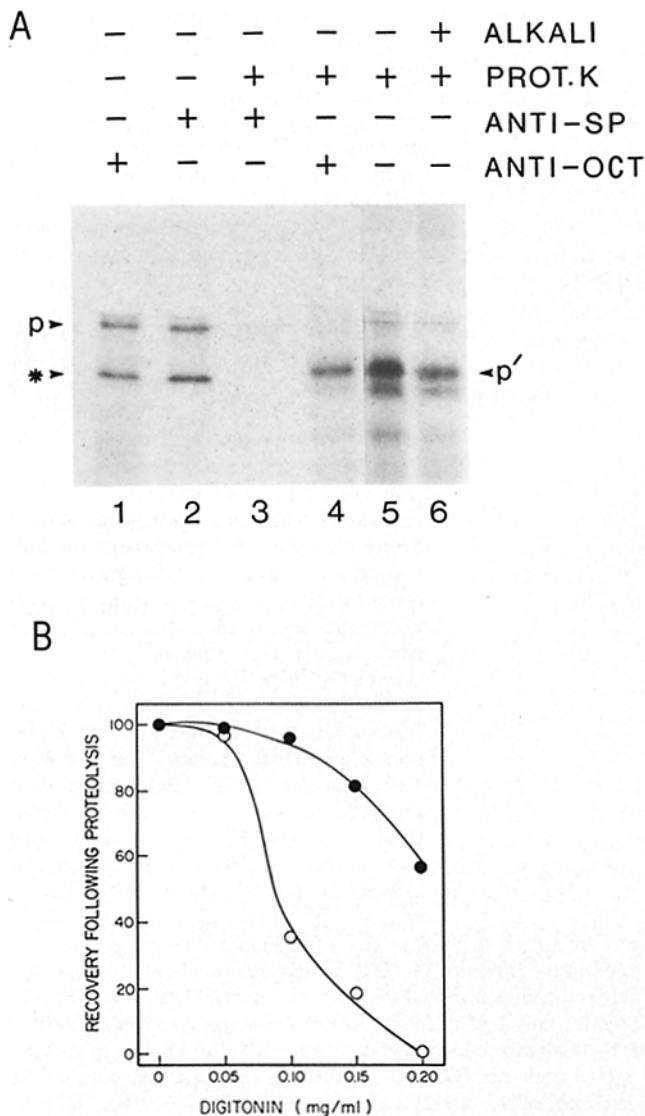 A
− − − − − + ALKALI
− − + + + + PROT.K
− + + − − − ANTI-SP
+ − − + − − ANTI-OCT
p
*
p′
1 2 3 4 5 6
B
100
80
60
40
20
0
RECOVERY FOLLOWING PROTEOLYSIS
0 0.05 0.10 0.15 0.20
DIGITONIN ( mg/ml )